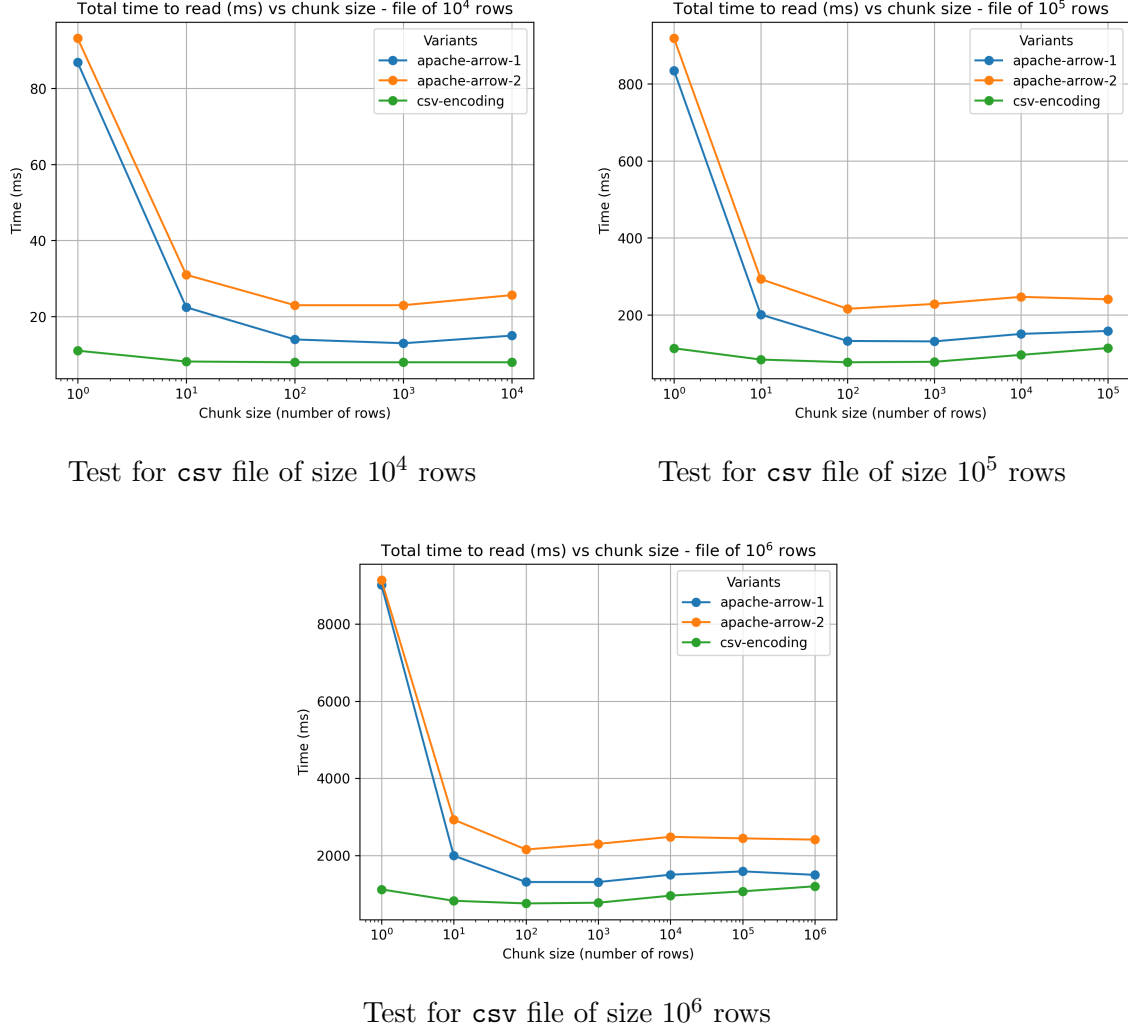 Total time to read (ms) vs chunk size - file of 10⁴ rows
Time (ms)
80
60
40
20
Variants
apache-arrow-1
apache-arrow-2
csv-encoding
10⁰ 10¹ 10² 10³ 10⁴
Chunk size (number of rows)
Test for csv file of size 10⁴ rows
Total time to read (ms) vs chunk size - file of 10⁵ rows
Time (ms)
800
600
400
200
Variants
apache-arrow-1
apache-arrow-2
csv-encoding
10⁰ 10¹ 10² 10³ 10⁴ 10⁵
Chunk size (number of rows)
Test for csv file of size 10⁵ rows
Total time to read (ms) vs chunk size - file of 10⁶ rows
Time (ms)
8000
6000
4000
2000
Variants
apache-arrow-1
apache-arrow-2
csv-encoding
10⁰ 10¹ 10² 10³ 10⁴ 10⁵ 10⁶
Chunk size (number of rows)
Test for csv file of size 10⁶ rows